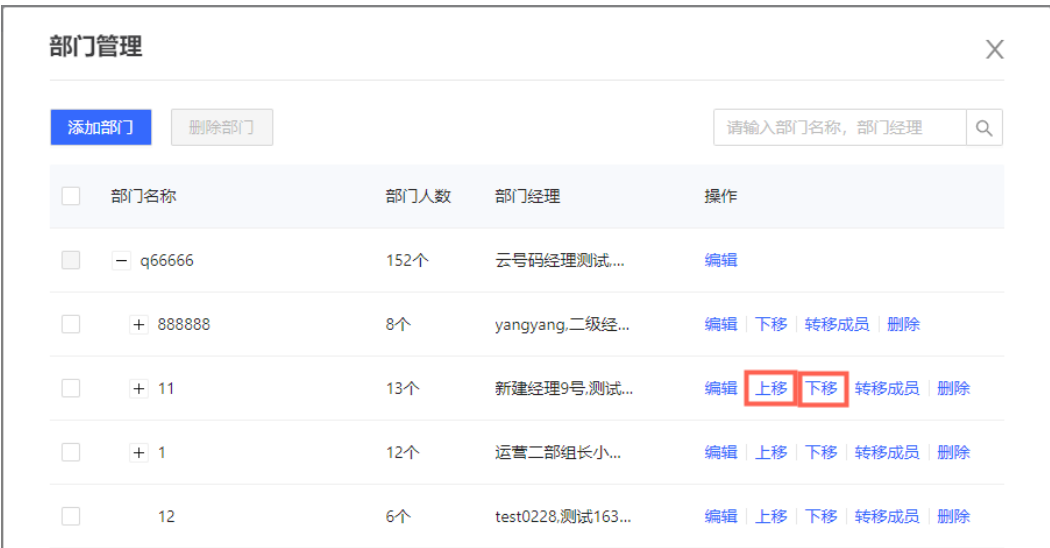 部门管理
X
添加部门 删除部门 请输入部门名称，部门经理
部门名称 部门人数 部门经理 操作
q66666 152个 云号码经理测试,... 编辑
888888 8个 yangyang,二级经... 编辑 下移 转移成员 删除
11 13个 新建经理9号,测试... 编辑 上移 下移 转移成员 删除
1 12个 运营二部组长小... 编辑 上移 下移 转移成员 删除
12 6个 test0228,测试163... 编辑 上移 下移 转移成员 删除